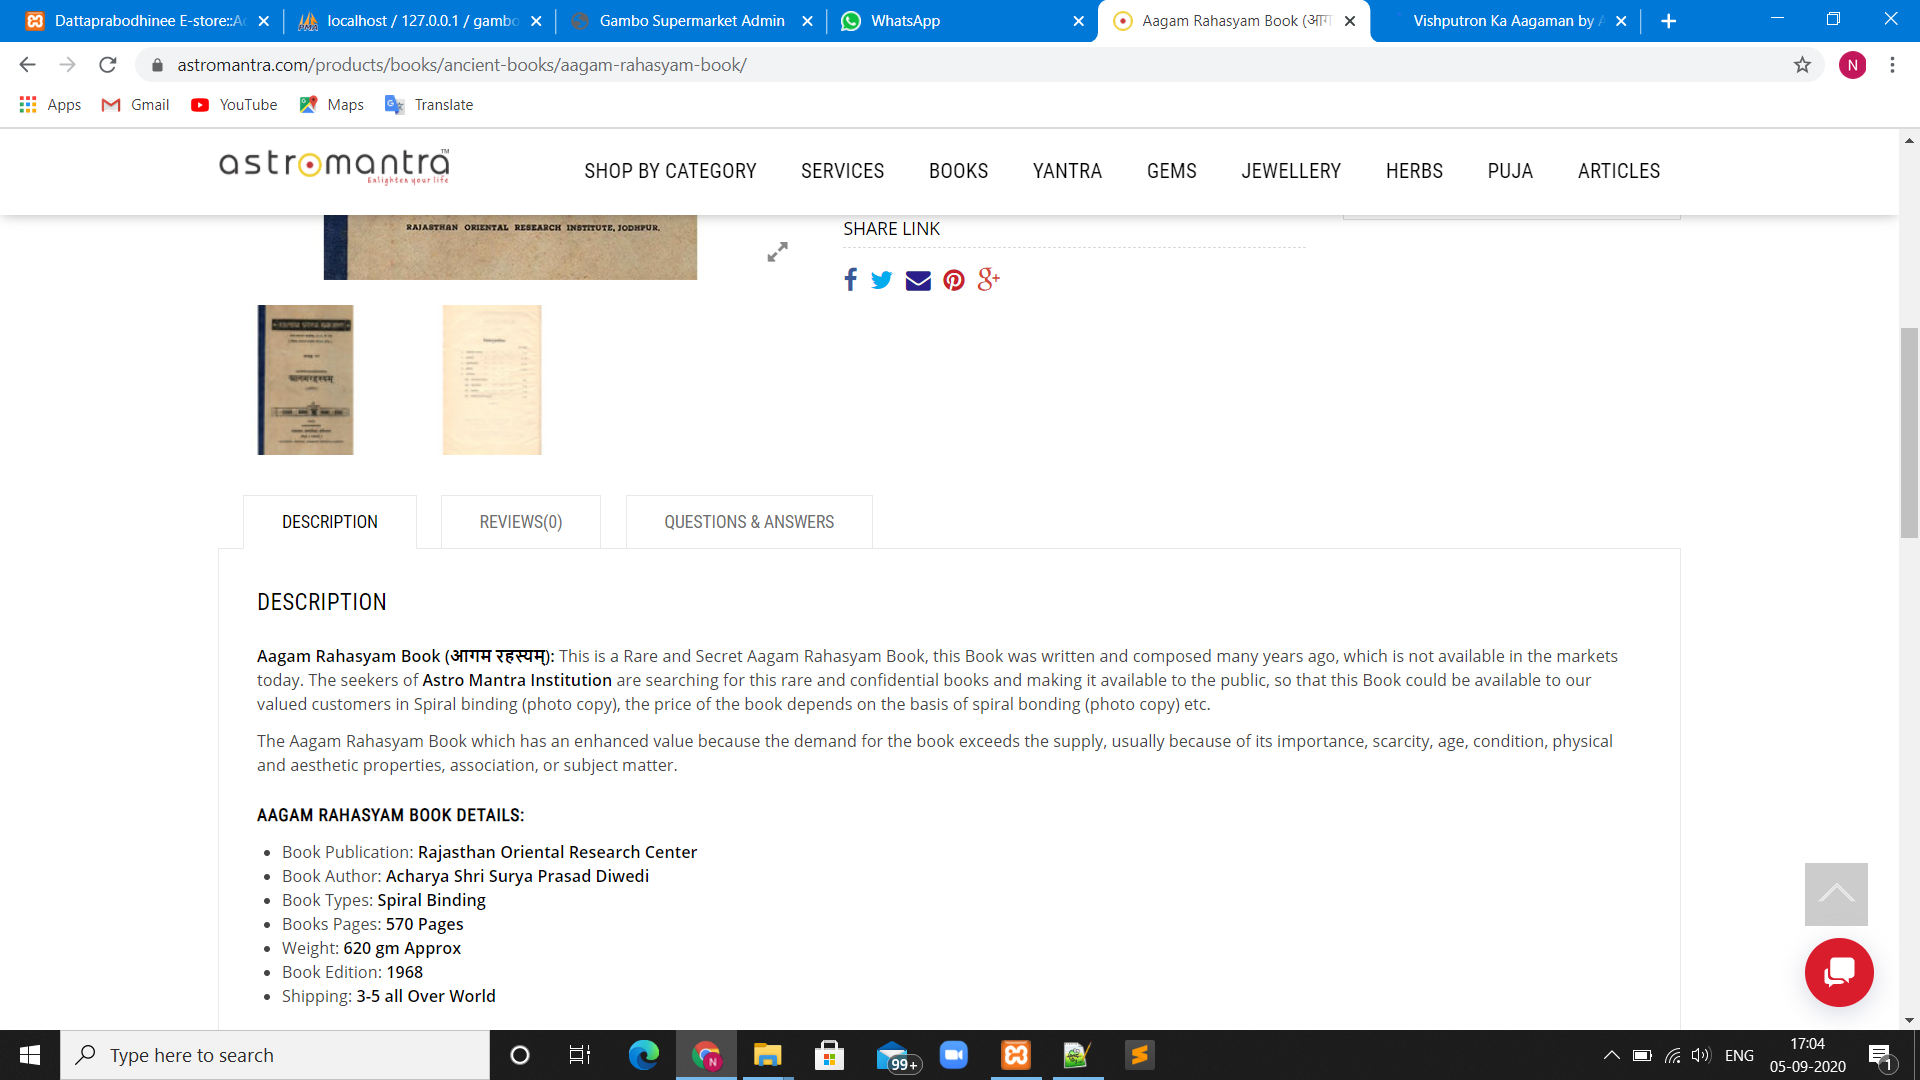 Dattaprabodhinee E-store::A
localhost / 127.0.0.1 / gambo
Gambo Supermarket Admin
WhatsApp
Aagam Rahasyam Book (आग
Vishputron Ka Aagaman by
astromantra.com/products/books/ancient-books/aagam-rahasyam-book/
N
Apps
Gmail
YouTube
Maps
Translate
astromantra™
Enlighten your life
SHOP BY CATEGORY
SERVICES
BOOKS
YANTRA
GEMS
JEWELLERY
HERBS
PUJA
ARTICLES
RAJASTHAN ORIENTAL RESEARCH INSTITUTE, JODHPUR.
SHARE LINK
आगमरहस्यम्
DESCRIPTION
REVIEWS(0)
QUESTIONS & ANSWERS
DESCRIPTION
Aagam Rahasyam Book (आगम रहस्यम्): This is a Rare and Secret Aagam Rahasyam Book, this Book was written and composed many years ago, which is not available in the markets
today. The seekers of Astro Mantra Institution are searching for this rare and confidential books and making it available to the public, so that this Book could be available to our
valued customers in Spiral binding (photo copy), the price of the book depends on the basis of spiral bonding (photo copy) etc.
The Aagam Rahasyam Book which has an enhanced value because the demand for the book exceeds the supply, usually because of its importance, scarcity, age, condition, physical
and aesthetic properties, association, or subject matter.
AAGAM RAHASYAM BOOK DETAILS:
Book Publication: Rajasthan Oriental Research Center
Book Author: Acharya Shri Surya Prasad Diwedi
Book Types: Spiral Binding
Books Pages: 570 Pages
Weight: 620 gm Approx
Book Edition: 1968
Shipping: 3-5 all Over World
Type here to search
99+
ENG
17:04
05-09-2020
1